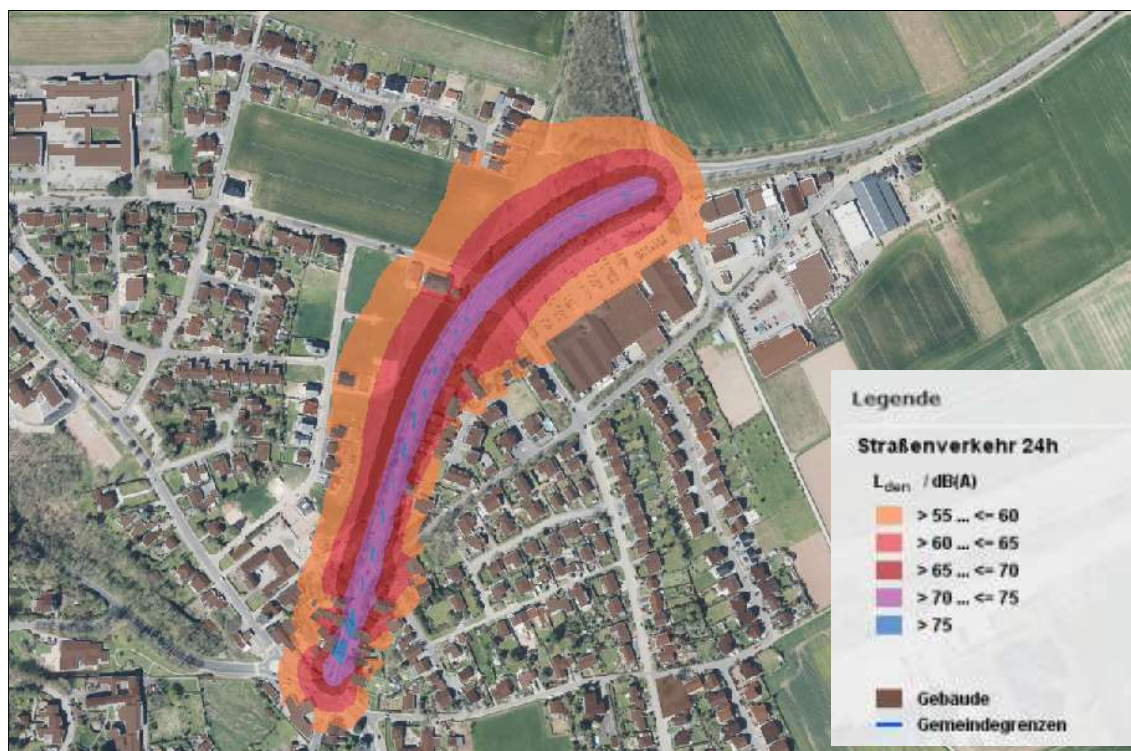 Legende
Straßenverkehr 24h
Lden / dB(A)
> 55 ... <= 60
> 60 ... <= 65
> 65 ... <= 70
> 70 ... <= 75
> 75
Gebäude
Gemeindegrenzen